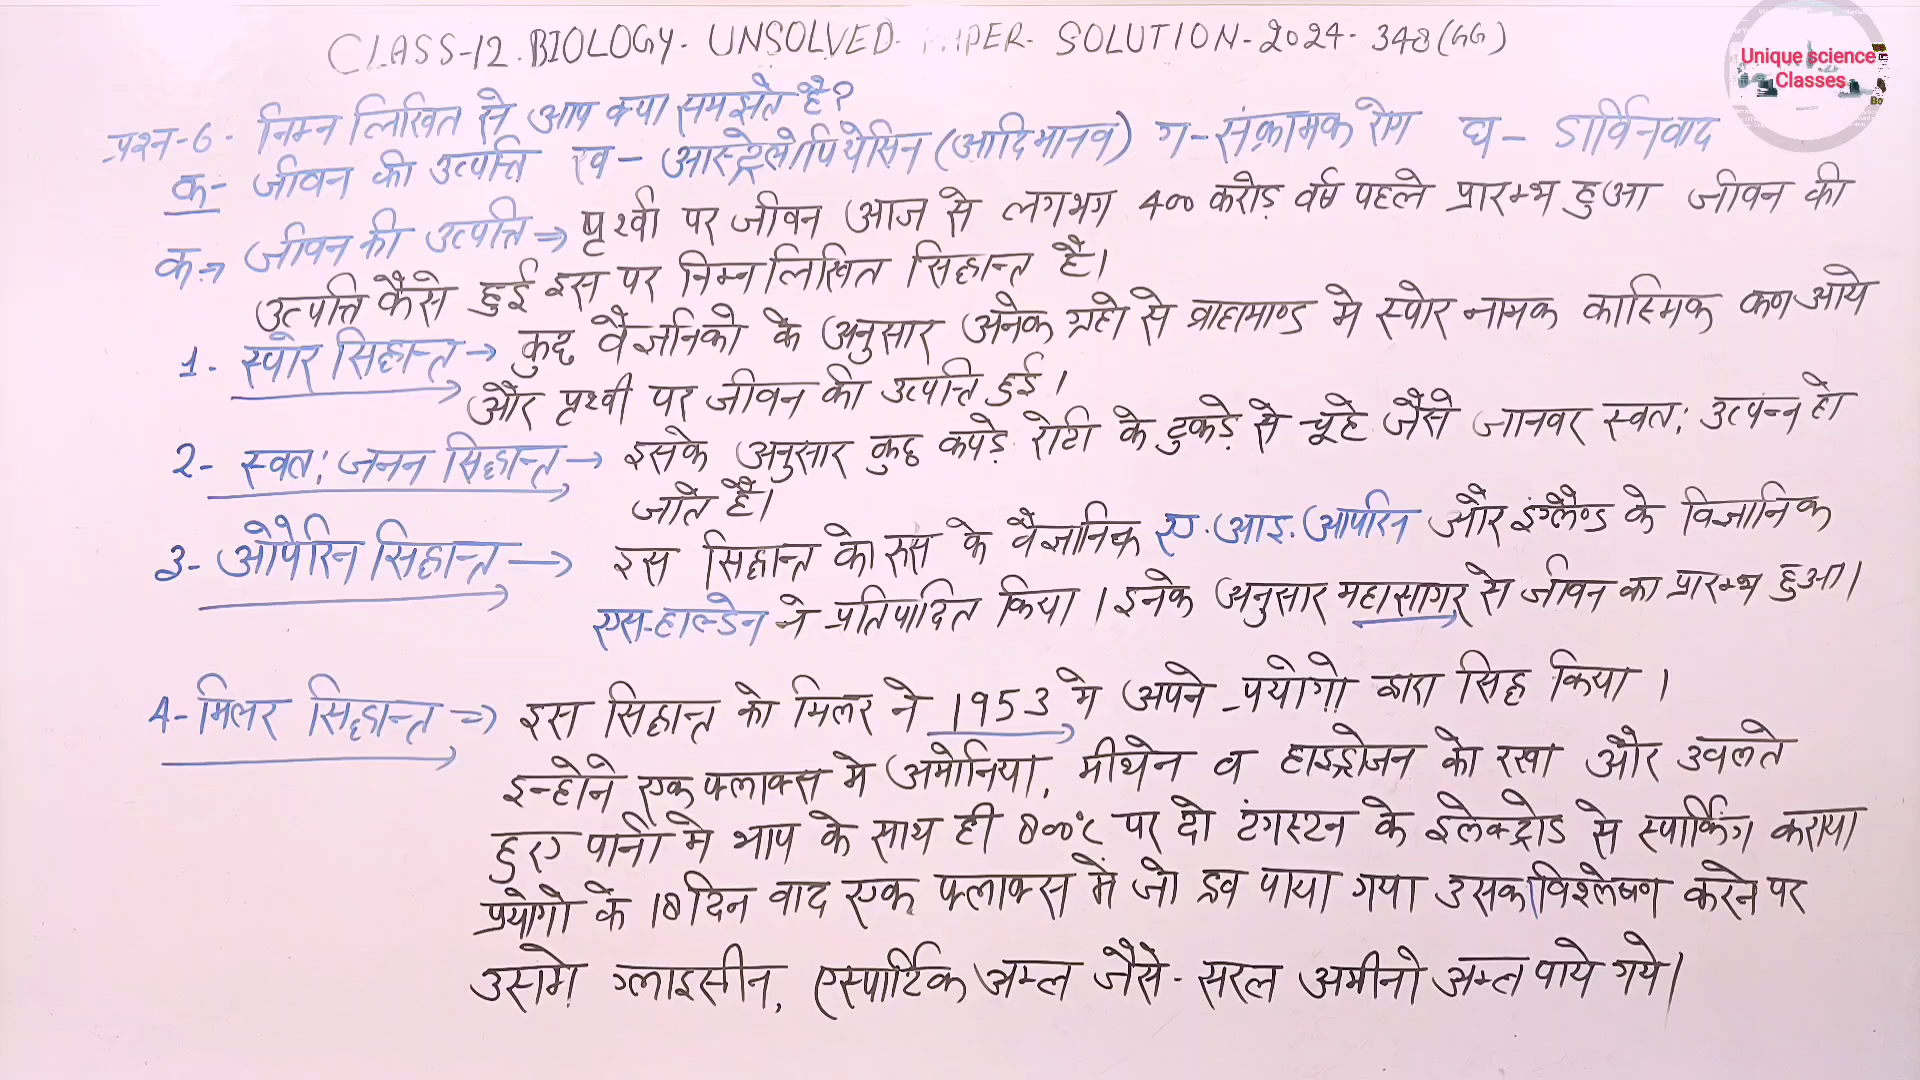 CLASS-12. BIOLOGY. UNSOLVED. PAPER. SOLUTION-2024-348(GG)
Unique science
Classes
प्रश्न-6- निम्न लिखित से आप क्या समझते है?
क- जीवन की उत्पत्ति ख- आस्ट्रेलोपिथेसिन (आदिमानव) ग- संक्रामक रोग घ- डार्विनवाद
क⇒ जीवन की उत्पत्ति ⇒ पृथ्वी पर जीवन आज से लगभग 400 करोड़ वर्ष पहले प्रारम्भ हुआ जीवन की
उत्पत्ति कैसे हुई इस पर निम्न लिखित सिद्धान्त है।
1. स्पोर सिद्धान्त → कुछ वैज्ञनिको के अनुसार अनेक ग्रहो से ब्राहामाण्ड मे स्पोर नामक कास्मिक कण आये
और पृथ्वी पर जीवन की उत्पत्ति हुई।
2- स्वत: जनन सिद्धान्त → इसके अनुसार कुछ कपड़े रोटी के टुकड़े से चूहे जैसे जानवर स्वत: उत्पन्न हो
जाते है।
3- ओपेरिन सिद्धान्त → इस सिद्धान्त को रुस के वैज्ञानिक ए.आइ.आपरिन और इंग्लैण्ड के विज्ञानिक
एस-हाल्डेन ने प्रतिपादित किया। इनके अनुसार महासागर से जीवन का प्रारम्भ हुआ।
4- मिलर सिद्धान्त ⇒ इस सिद्धान्त को मिलर ने 1953 मे अपने प्रयोगो द्वारा सिद्ध किया।
इन्होने एक फ्लाक्स मे अमोनिया, मीथेन व हाइड्रोजन को रखा और उबलते
हुए पानी मे भाप के साथ ही 800°c पर दो टंगस्टन के इलेक्ट्रोड से स्पार्किंग कराया
प्रयोगो के 18 दिन बाद एक फ्लाक्स में जो द्रव पाया गया उसका विश्लेषण करने पर
उसमे ग्लाइसीन, एस्पार्टिक अम्ल जैसे- सरल अमीनो अम्ल पाये गये।